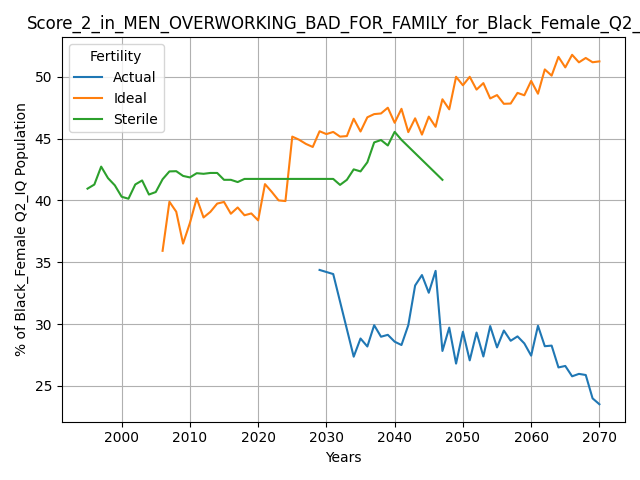 Score_2_in_MEN_OVERWORKING_BAD_FOR_FAMILY_for_Black_Female_Q2_
Fertility
Actual
Ideal
Sterile
% of Black_Female Q2_IQ Population
50
45
40
35
30
25
2000 2010 2020 2030 2040 2050 2060 2070
Years